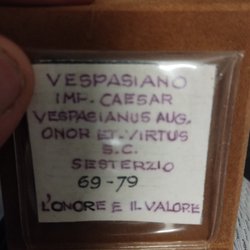 VESPASIANO
IMP. CAESAR
VESPASIANUS AUG.
ONOR ET. VIRTUS
S.C.
SESTERZIO
69-79
L'ONORE E IL VALORE